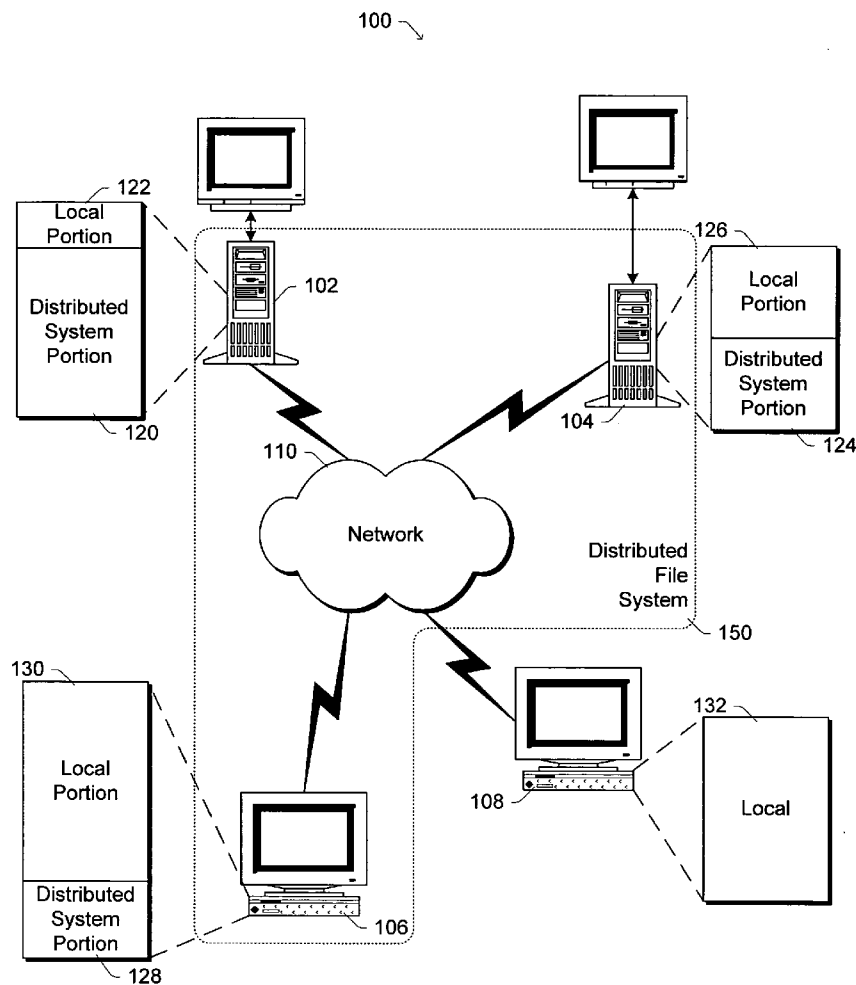 100
122
Local
Portion
Distributed
System
Portion
120
102
126
Local
Portion
Distributed
System
Portion
124
104
110
Network
Distributed
File
System
150
130
Local
Portion
Distributed
System
Portion
128
106
108
132
Local